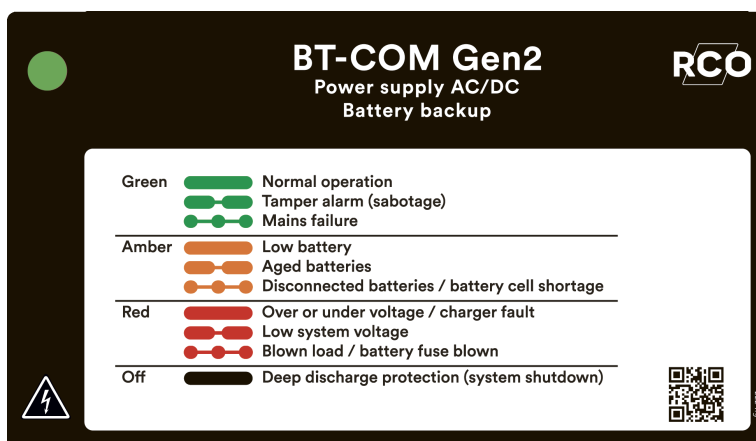 BT-COM Gen2
RCO
Power supply AC/DC
Battery backup
Green Normal operation
Tamper alarm (sabotage)
Mains failure
Amber Low battery
Aged batteries
Disconnected batteries / battery cell shortage
Red Over or under voltage / charger fault
Low system voltage
Blown load / battery fuse blown
Off Deep discharge protection (system shutdown)